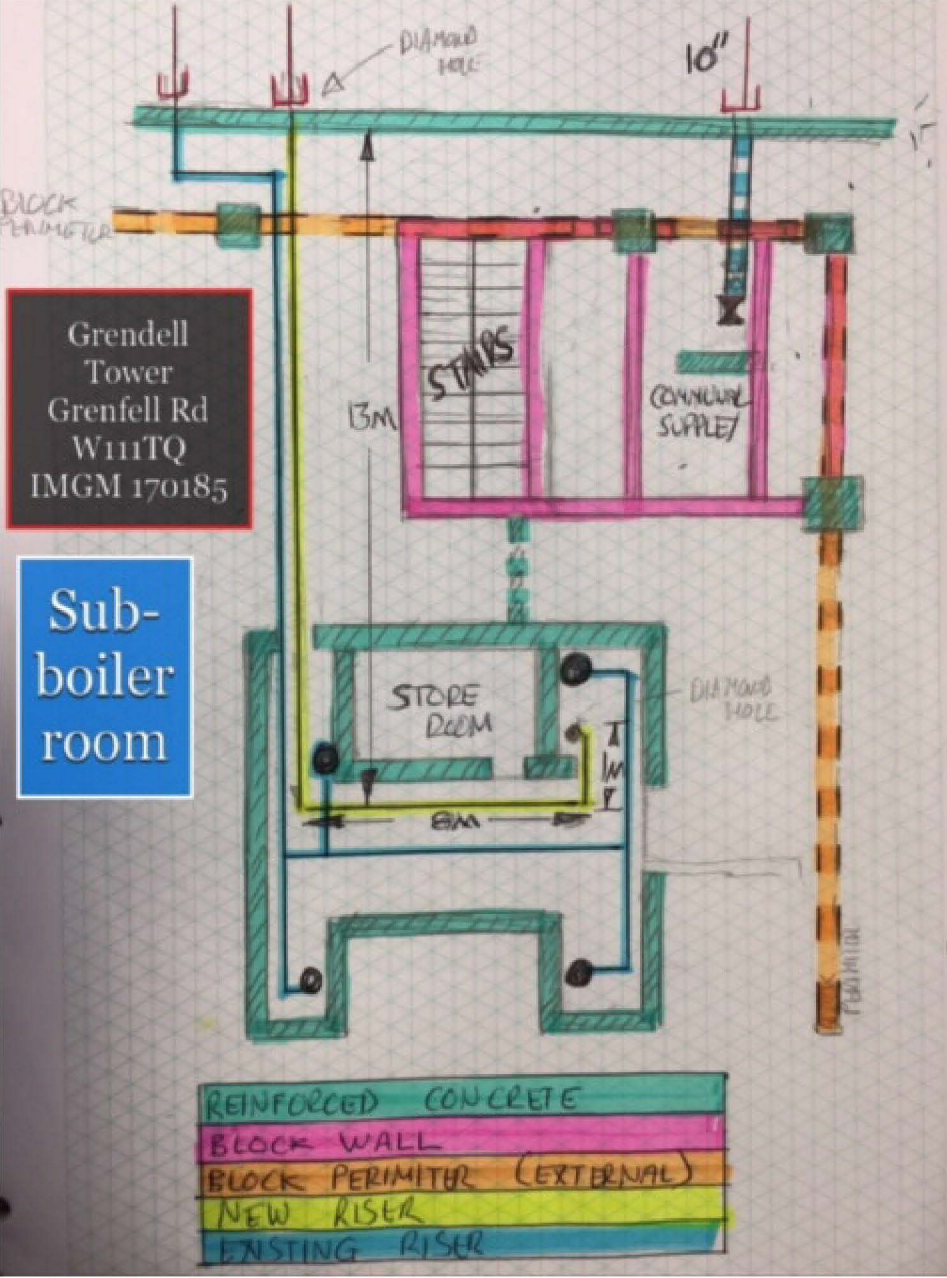 DIAMOND
HOLE
10"
BLOCK
PERIMETER
Grendell
Tower
Grenfell Rd
W111TQ
IMGM 170185
STAIRS
13M
COMMUNAL
SUPPLY
Sub-
boiler
room
STORE
ROOM
DIAMOND
HOLE
1M
8M
PERIMITER
REINFORCED CONCRETE
BLOCK WALL
BLOCK PERIMITER (EXTERNAL)
NEW RISER
EXISTING RISER